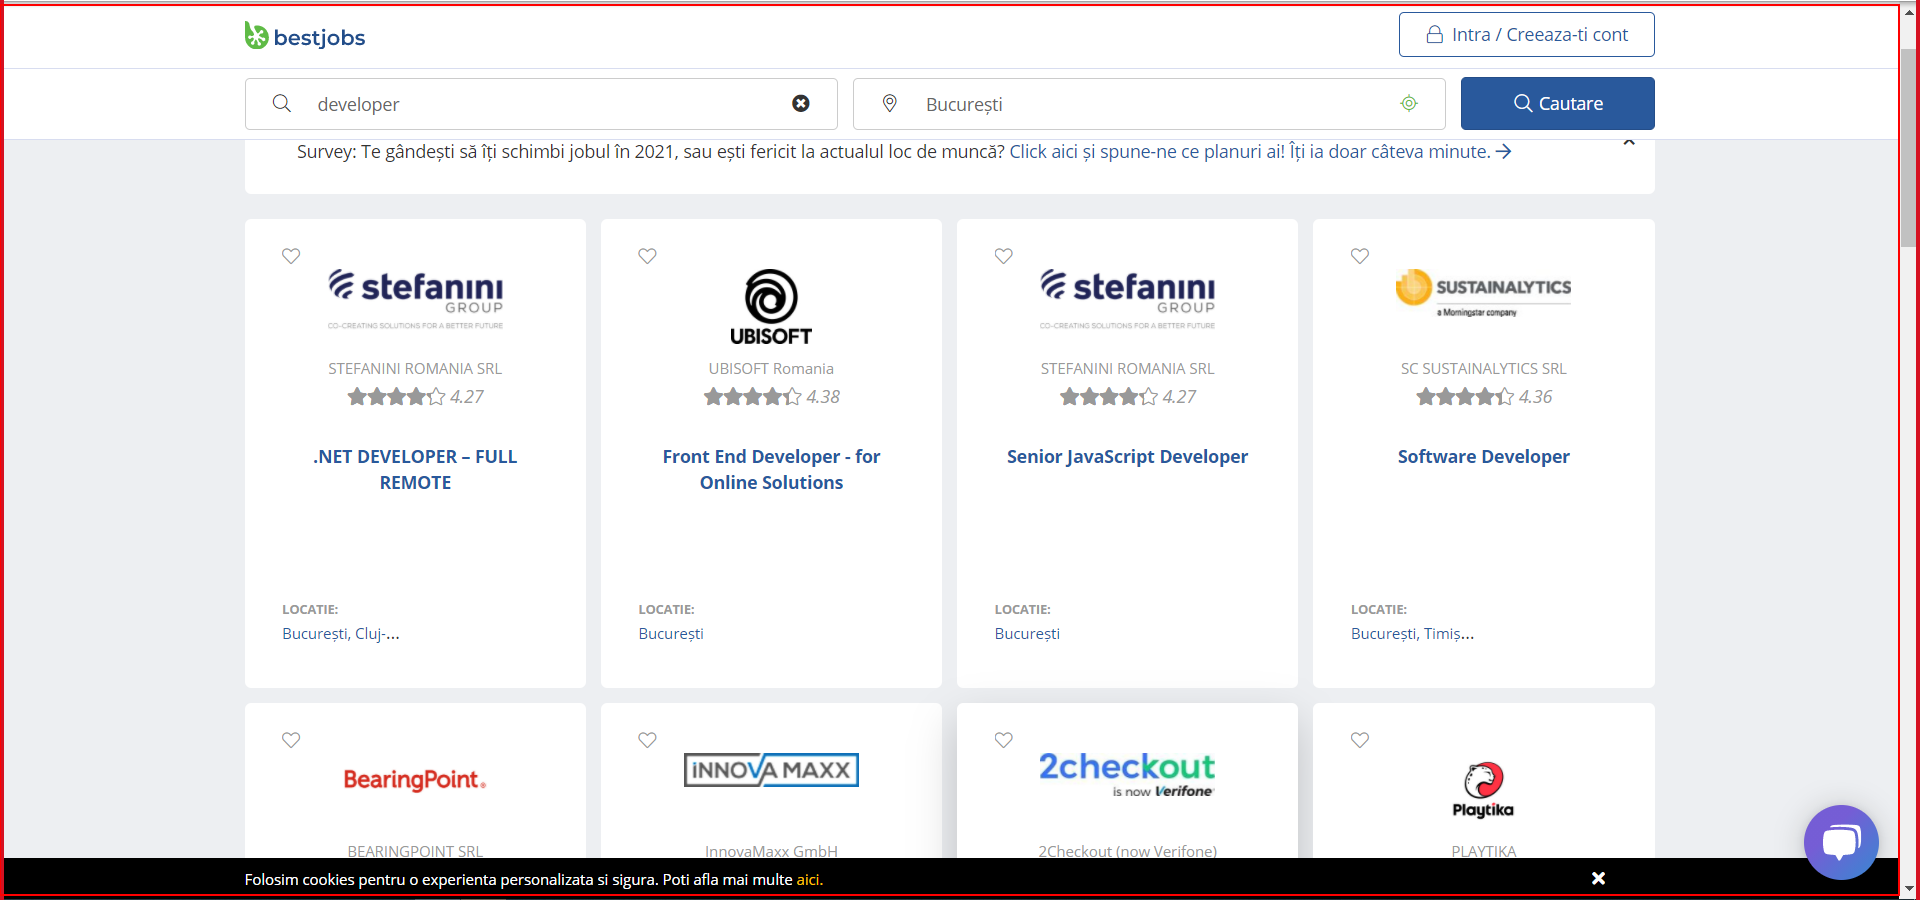 bestjobs
Intra / Creeaza-ti cont
developer
București
Cautare
Survey: Te gândești să îți schimbi jobul în 2021, sau ești fericit la actualul loc de muncă? Click aici și spune-ne ce planuri ai! Îți ia doar câteva minute. →
stefanini
GROUP
CO-CREATING SOLUTIONS FOR A BETTER FUTURE
STEFANINI ROMANIA SRL
4.27
.NET DEVELOPER – FULL
REMOTE
LOCATIE:
București, Cluj-...
UBISOFT
UBISOFT Romania
4.38
Front End Developer - for
Online Solutions
LOCATIE:
București
stefanini
GROUP
CO-CREATING SOLUTIONS FOR A BETTER FUTURE
STEFANINI ROMANIA SRL
4.27
Senior JavaScript Developer
LOCATIE:
București
SUSTAINALYTICS
a Morningstar company
SC SUSTAINALYTICS SRL
4.36
Software Developer
LOCATIE:
București, Timiș...
BearingPoint®
BEARINGPOINT SRL
INNOVA MAXX
InnovaMaxx GmbH
2checkout
is now Verifone
2Checkout (now Verifone)
Playtika
PLAYTIKA
Folosim cookies pentru o experienta personalizata si sigura. Poti afla mai multe aici.